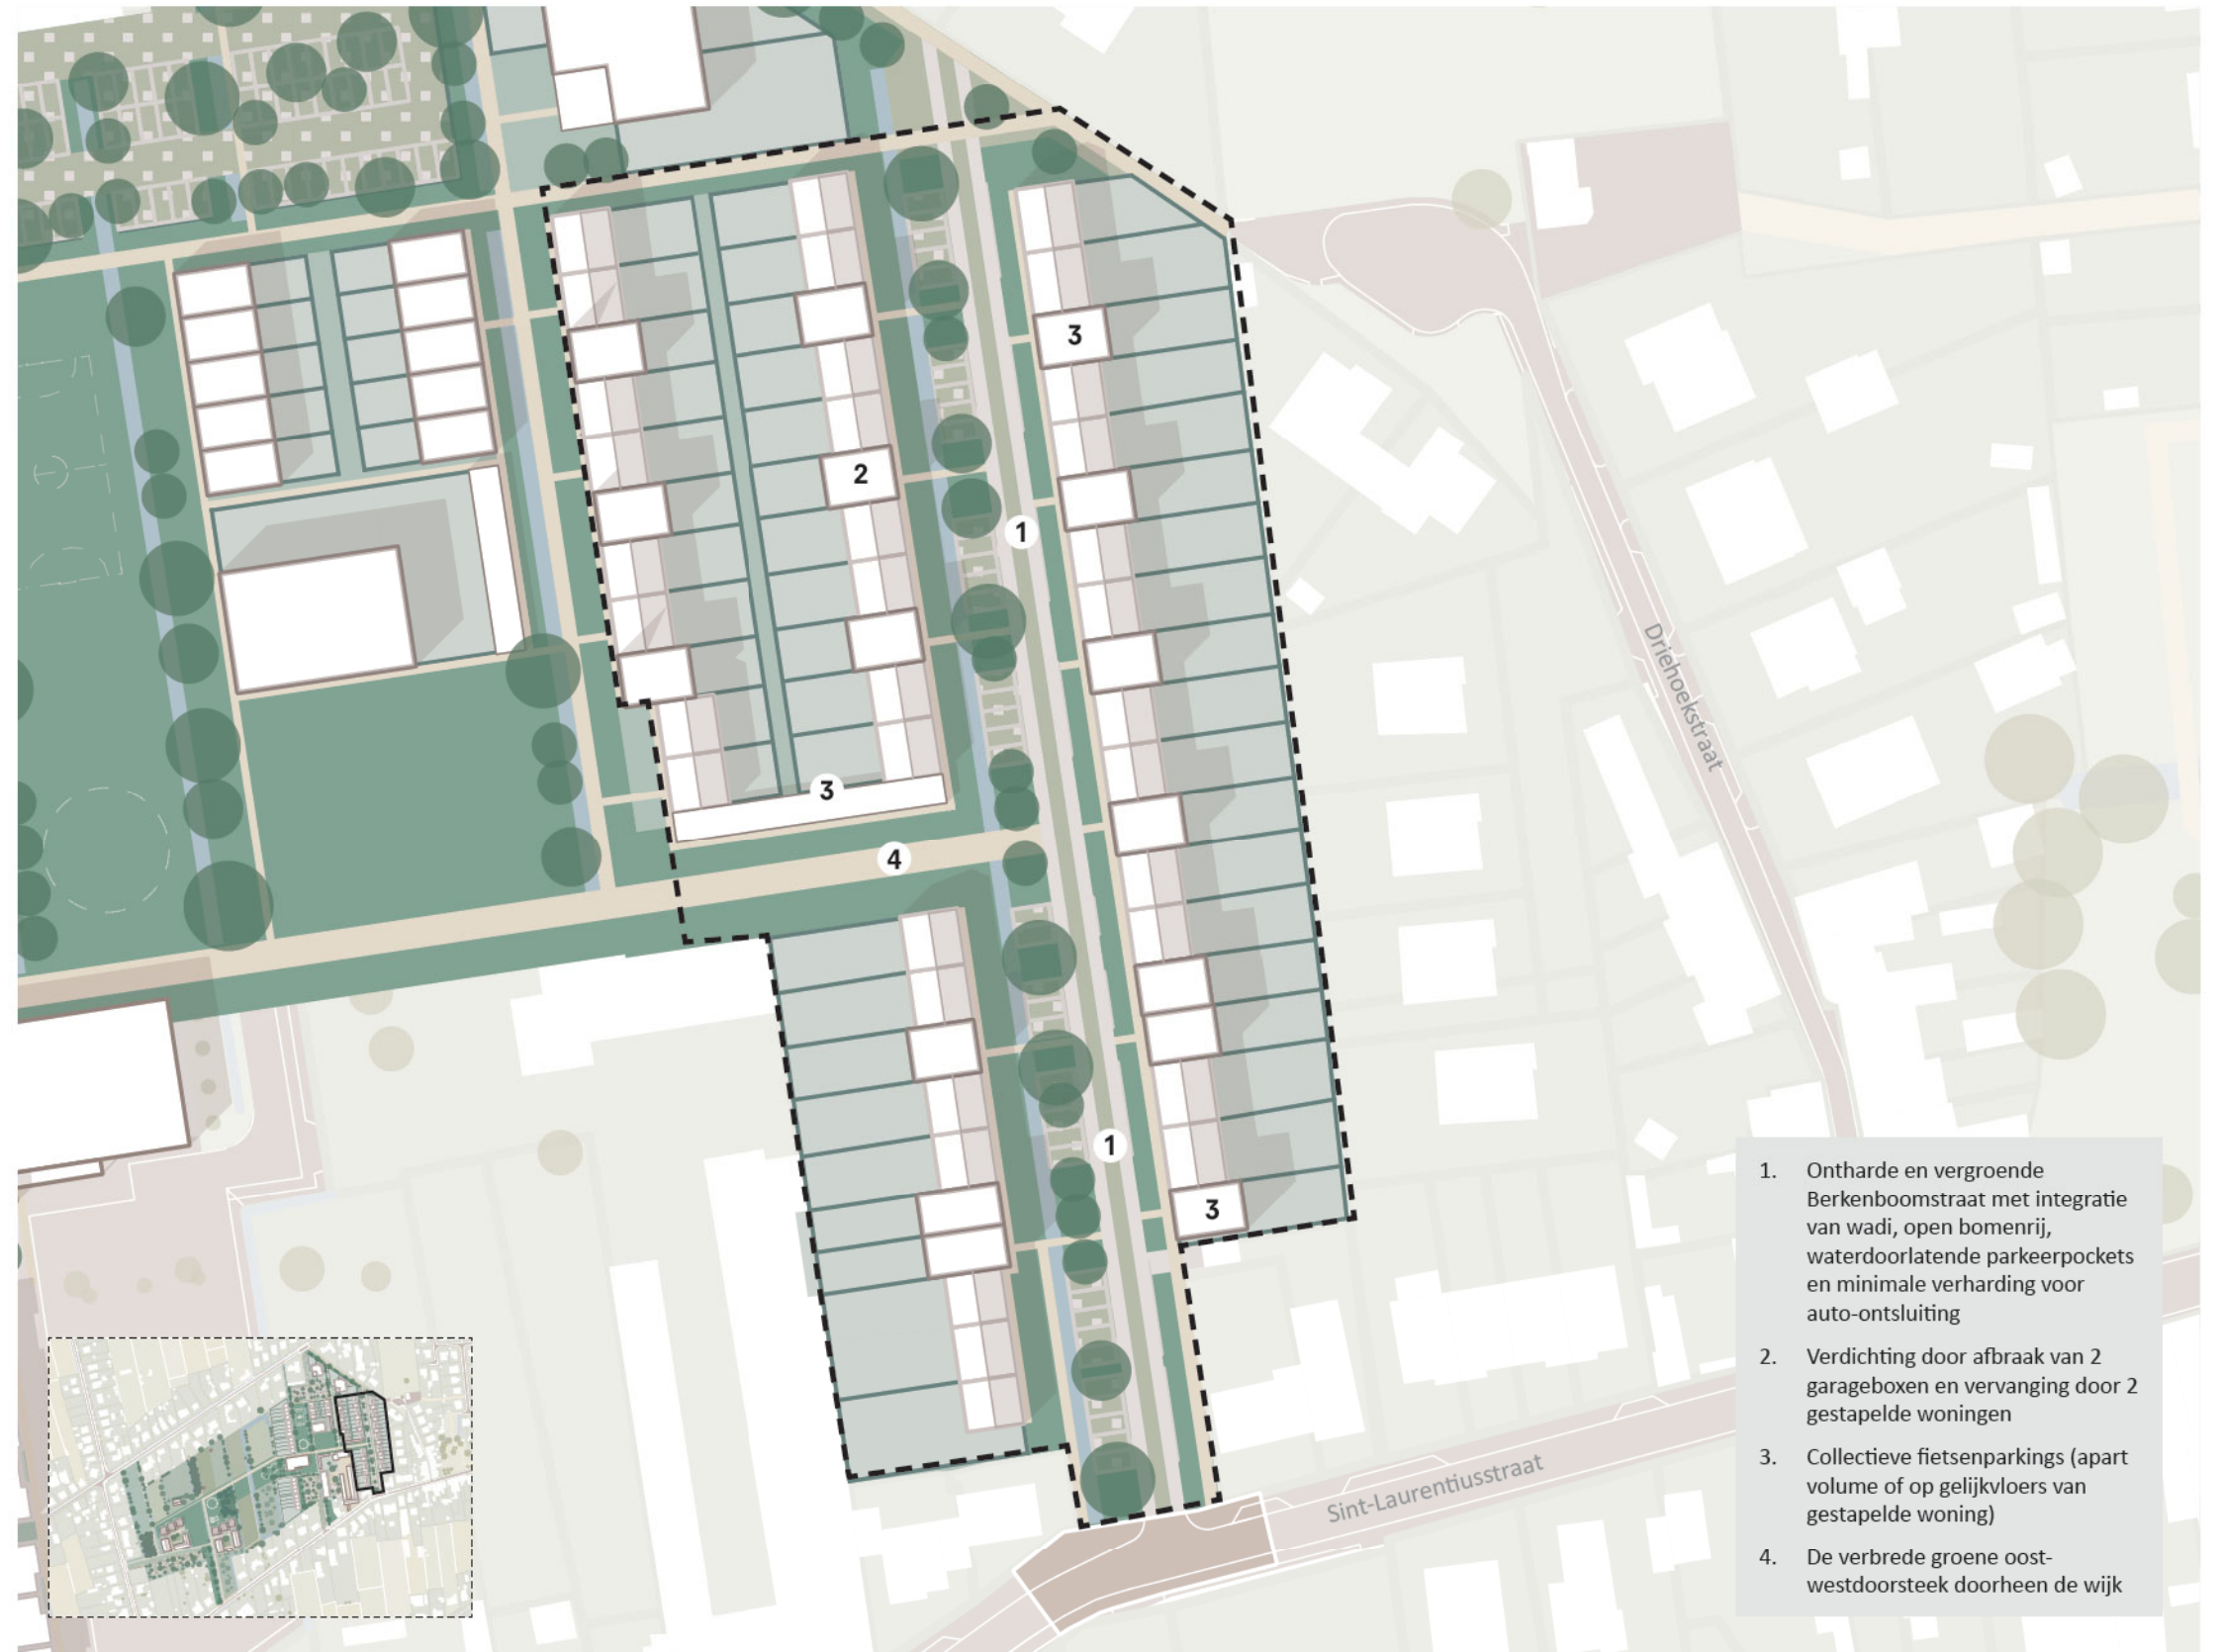 3
2
1
3
4
1
3
Driehoekstraat
Sint-Laurentiusstraat
1. Ontharde en vergroende
Berkenboomstraat met integratie
van wadi, open bomenrij,
waterdoorlatende parkeerpockets
en minimale verharding voor
auto-ontsluiting
2. Verdichting door afbraak van 2
garageboxen en vervanging door 2
gestapelde woningen
3. Collectieve fietsenparkings (apart
volume of op gelijkvloers van
gestapelde woning)
4. De verbrede groene oost-
westdoorsteek doorheen de wijk